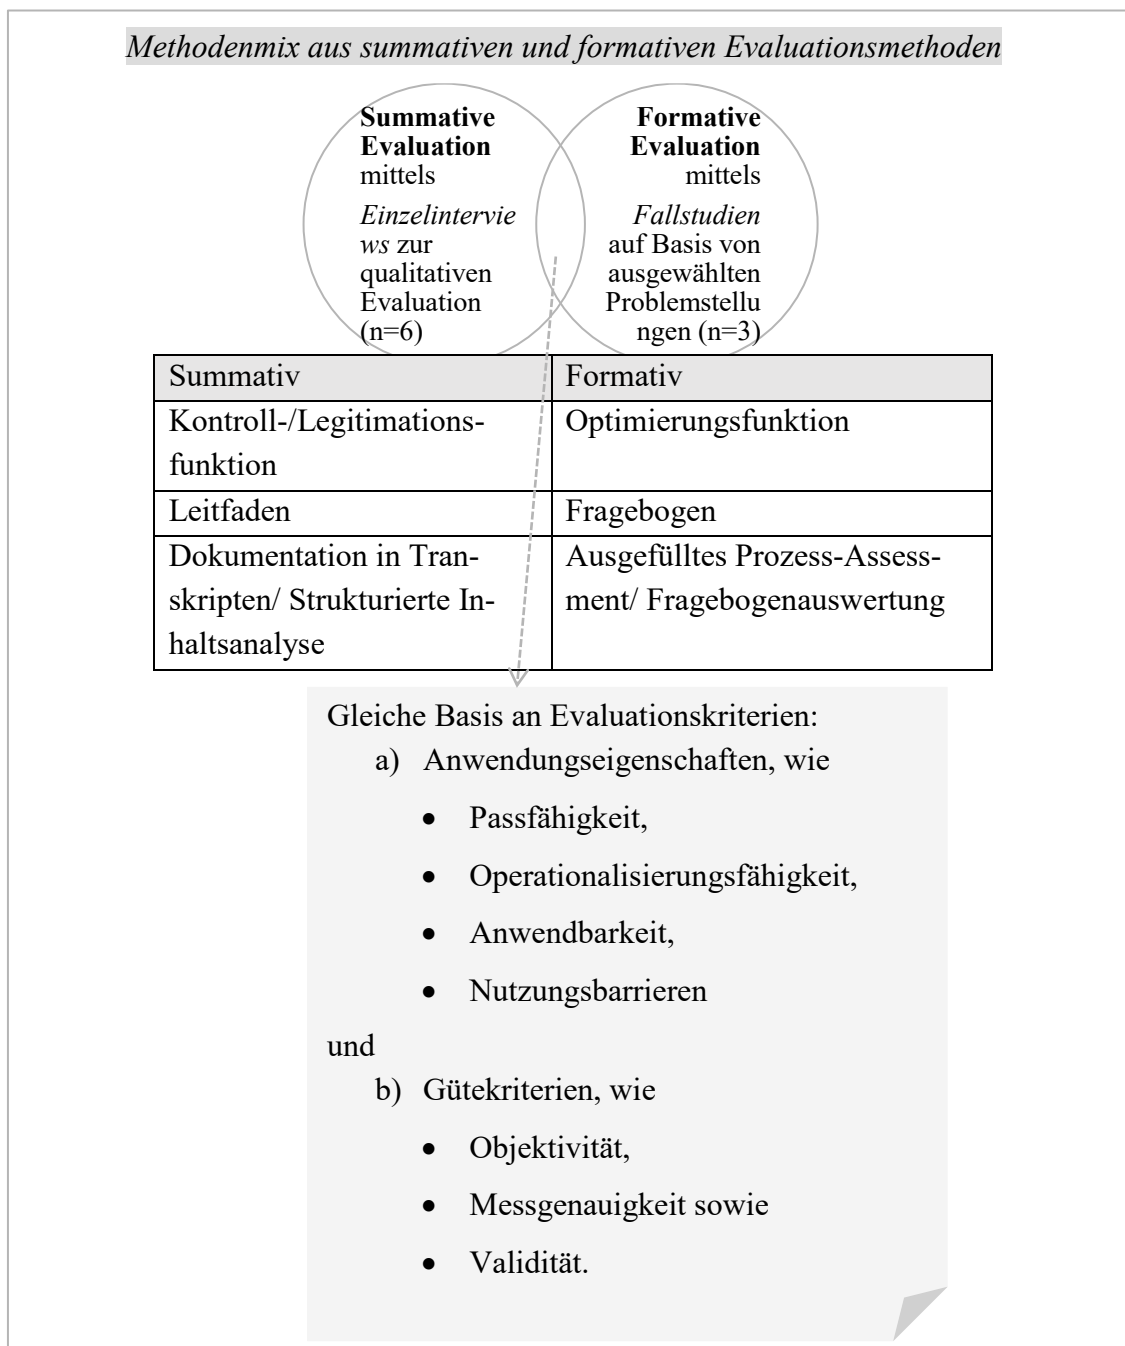 Methodenmix aus summativen und formativen Evaluationsmethoden
Summative
Evaluation
mittels
Einzelintervie
ws zur
qualitativen
Evaluation
(n=6)
Formative
Evaluation
mittels
Fallstudien
auf Basis von
ausgewählten
Problemstellu
ngen (n=3)
Summativ
Formativ
Kontroll-/Legitimations-
funktion
Optimierungsfunktion
Leitfaden
Fragebogen
Dokumentation in Tran-
skripten/ Strukturierte In-
haltsanalyse
Ausgefülltes Prozess-Assess-
ment/ Fragebogenauswertung
Gleiche Basis an Evaluationskriterien:
a) Anwendungseigenschaften, wie
• Passfähigkeit,
• Operationalisierungsfähigkeit,
• Anwendbarkeit,
• Nutzungsbarrieren
und
b) Gütekriterien, wie
• Objektivität,
• Messgenauigkeit sowie
• Validität.